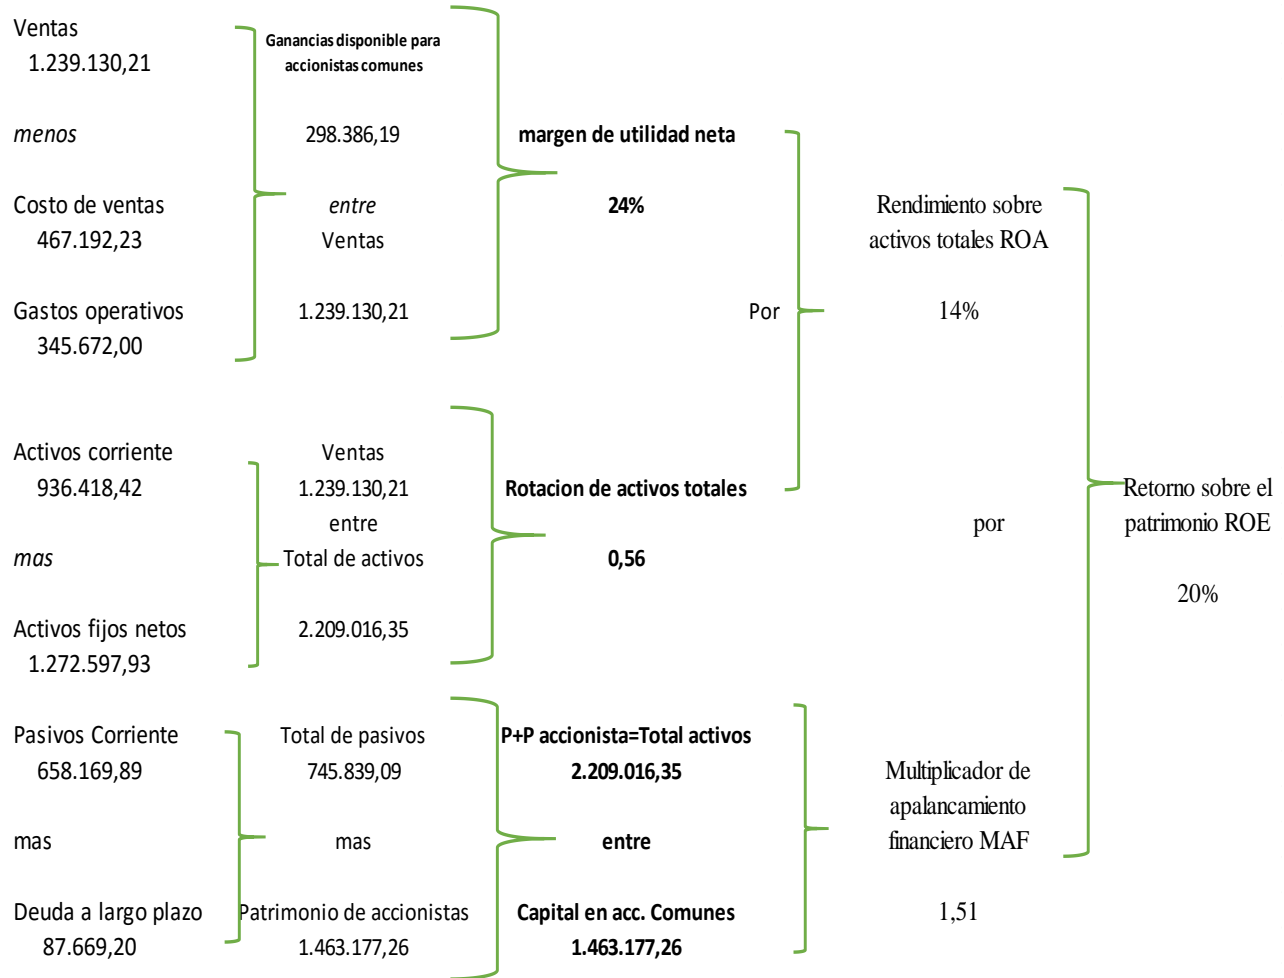 Ventas
1.239.130,21
menos
Costo de ventas
467.192,23
Gastos operativos
345.672,00
Ganancias disponible para
accionistas comunes
298.386,19
entre
Ventas
1.239.130,21
margen de utilidad neta
24%
Activos corriente
936.418,42
mas
Activos fijos netos
1.272.597,93
Ventas
1.239.130,21
entre
Total de activos
2.209.016,35
Rotacion de activos totales
0,56
Por
Rendimiento sobre
activos totales ROA
14%
Pasivos Corriente
658.169,89
mas
Deuda a largo plazo
87.669,20
Total de pasivos
745.839,09
mas
Patrimonio de accionistas
1.463.177,26
P+P accionista=Total activos
2.209.016,35
entre
Capital en acc. Comunes
1.463.177,26
Multiplicador de
apalancamiento
financiero MAF
1,51
por
Retorno sobre el
patrimonio ROE
20%